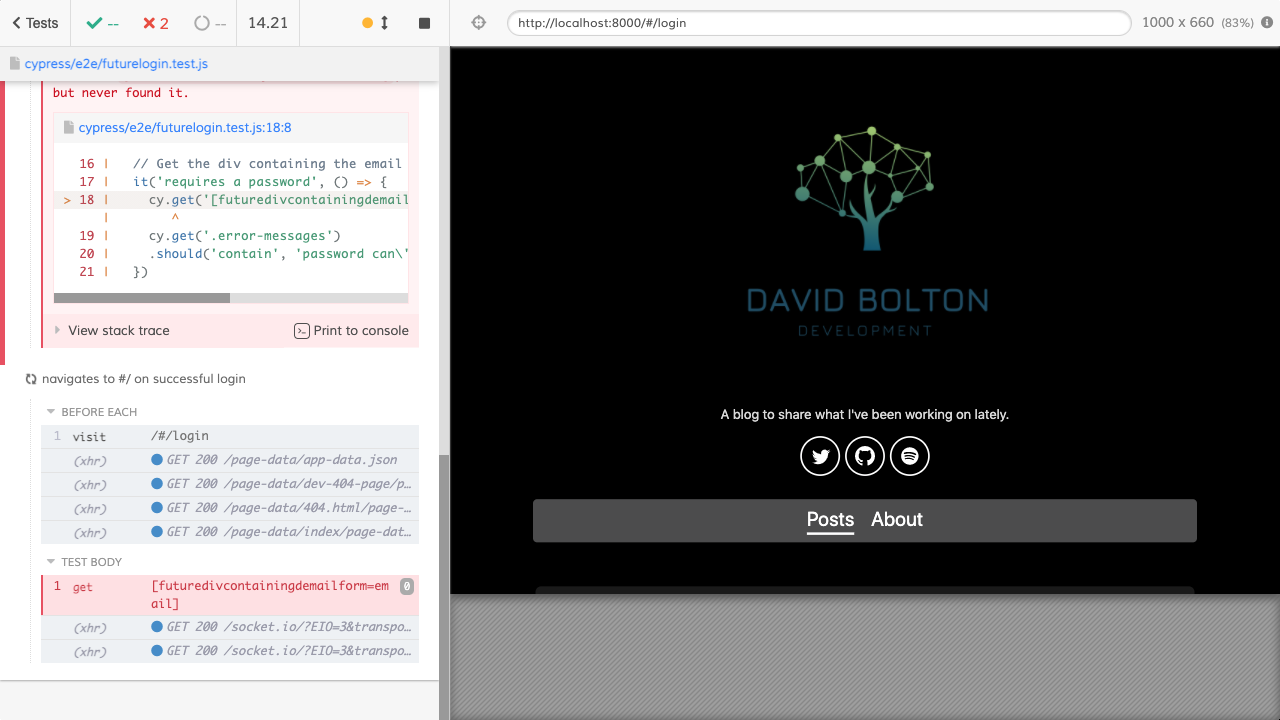 Tests
--
2
--
14.21
http://localhost:8000/#/login
1000 x 660 (83%)
cypress/e2e/futurelogin.test.js
but never found it.
cypress/e2e/futurelogin.test.js:18:8
16 | // Get the div containing the email
17 | it('requires a password', () => {
> 18 | cy.get('[futuredivcontainingdemail
| ^
19 | cy.get('.error-messages')
20 | .should('contain', 'password can\'
21 | })
View stack trace
Print to console
navigates to #/ on successful login
BEFORE EACH
1 visit /#/login
(xhr) GET 200 /page-data/app-data.json
(xhr) GET 200 /page-data/dev-404-page/p…
(xhr) GET 200 /page-data/404.html/page-…
(xhr) GET 200 /page-data/index/page-dat…
TEST BODY
1 get [futuredivcontainingdemailform=em
ail]
0
(xhr) GET 200 /socket.io/?EIO=3&transpo…
(xhr) GET 200 /socket.io/?EIO=3&transpo…
DAVID BOLTON
DEVELOPMENT
A blog to share what I've been working on lately.
Posts About